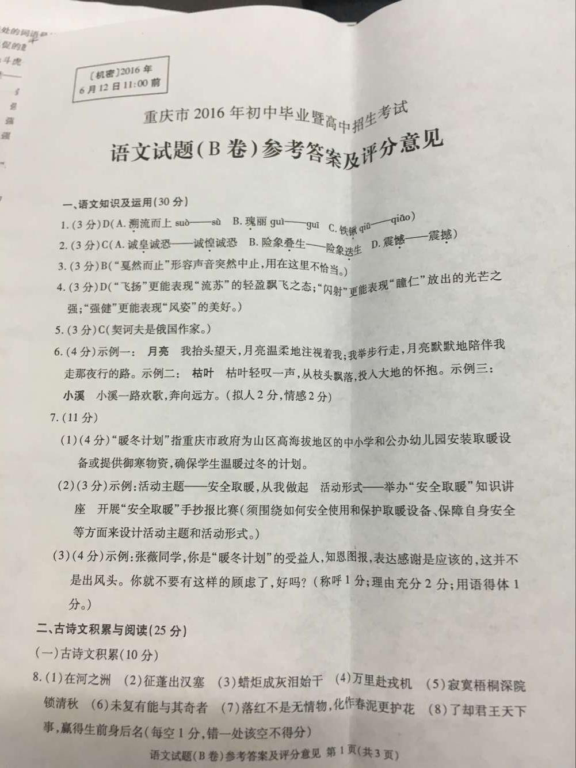 处的词语
促的是
斗虎
强
强
[机密]2016年
6月12日11:00前
重庆市2016年初中毕业暨高中招生考试
语文试题(B卷)参考答案及评分意见
一、语文知识及运用(30分)
1.(3分)D(A.溯流而上 suò——sù B.瑰丽 guì——guī C.铁锹 qiū——qiāo)
2.(3分)C(A.诚皇诚恐——诚惶诚恐 B.险象叠生——险象迭生 D.震憾——震撼)
3.(3分)B(“戛然而止”形容声音突然中止,用在这里不恰当。)
4.(3分)D(“飞扬”更能表现“流苏”的轻盈飘飞之态;“闪射”更能表现“瞳仁”放出的光芒之
强;“强健”更能表现“风姿”的美好。)
5.(3分)C(契诃夫是俄国作家。)
6.(4分)示例一: 月亮 我抬头望天,月亮温柔地注视着我;我举步行走,月亮默默地陪伴我
走那夜行的路。示例二: 枯叶 枯叶轻叹一声,从枝头飘落,投入大地的怀抱。示例三:
小溪 小溪一路欢歌,奔向远方。(拟人2分,情感2分)
7.(11分)
(1)(4分)“暖冬计划”指重庆市政府为山区高海拔地区的中小学和公办幼儿园安装取暖设
备或提供御寒物资,确保学生温暖过冬的计划。
(2)(3分)示例:活动主题——安全取暖,从我做起 活动形式——举办“安全取暖”知识讲
座 开展“安全取暖”手抄报比赛(须围绕如何安全使用和保护取暖设备、保障自身安全
等方面来设计活动主题和活动形式。)
(3)(4分)示例:张薇同学,你是“暖冬计划”的受益人,知恩图报,表达感谢是应该的,这并不
是出风头。你就不要有这样的顾虑了,好吗?(称呼1分;理由充分2分;用语得体1
分。)
二、古诗文积累与阅读(25分)
(一)古诗文积累(10分)
8.(1)在河之洲 (2)征蓬出汉塞 (3)蜡炬成灰泪始干 (4)万里赴戎机 (5)寂寞梧桐深院
锁清秋 (6)未复有能与其奇者 (7)落红不是无情物,化作春泥更护花 (8)了却君王天下
事,赢得生前身后名(每空1分,错一处该空不得分)
语文试题(B卷)参考答案及评分意见 第1页(共3页)